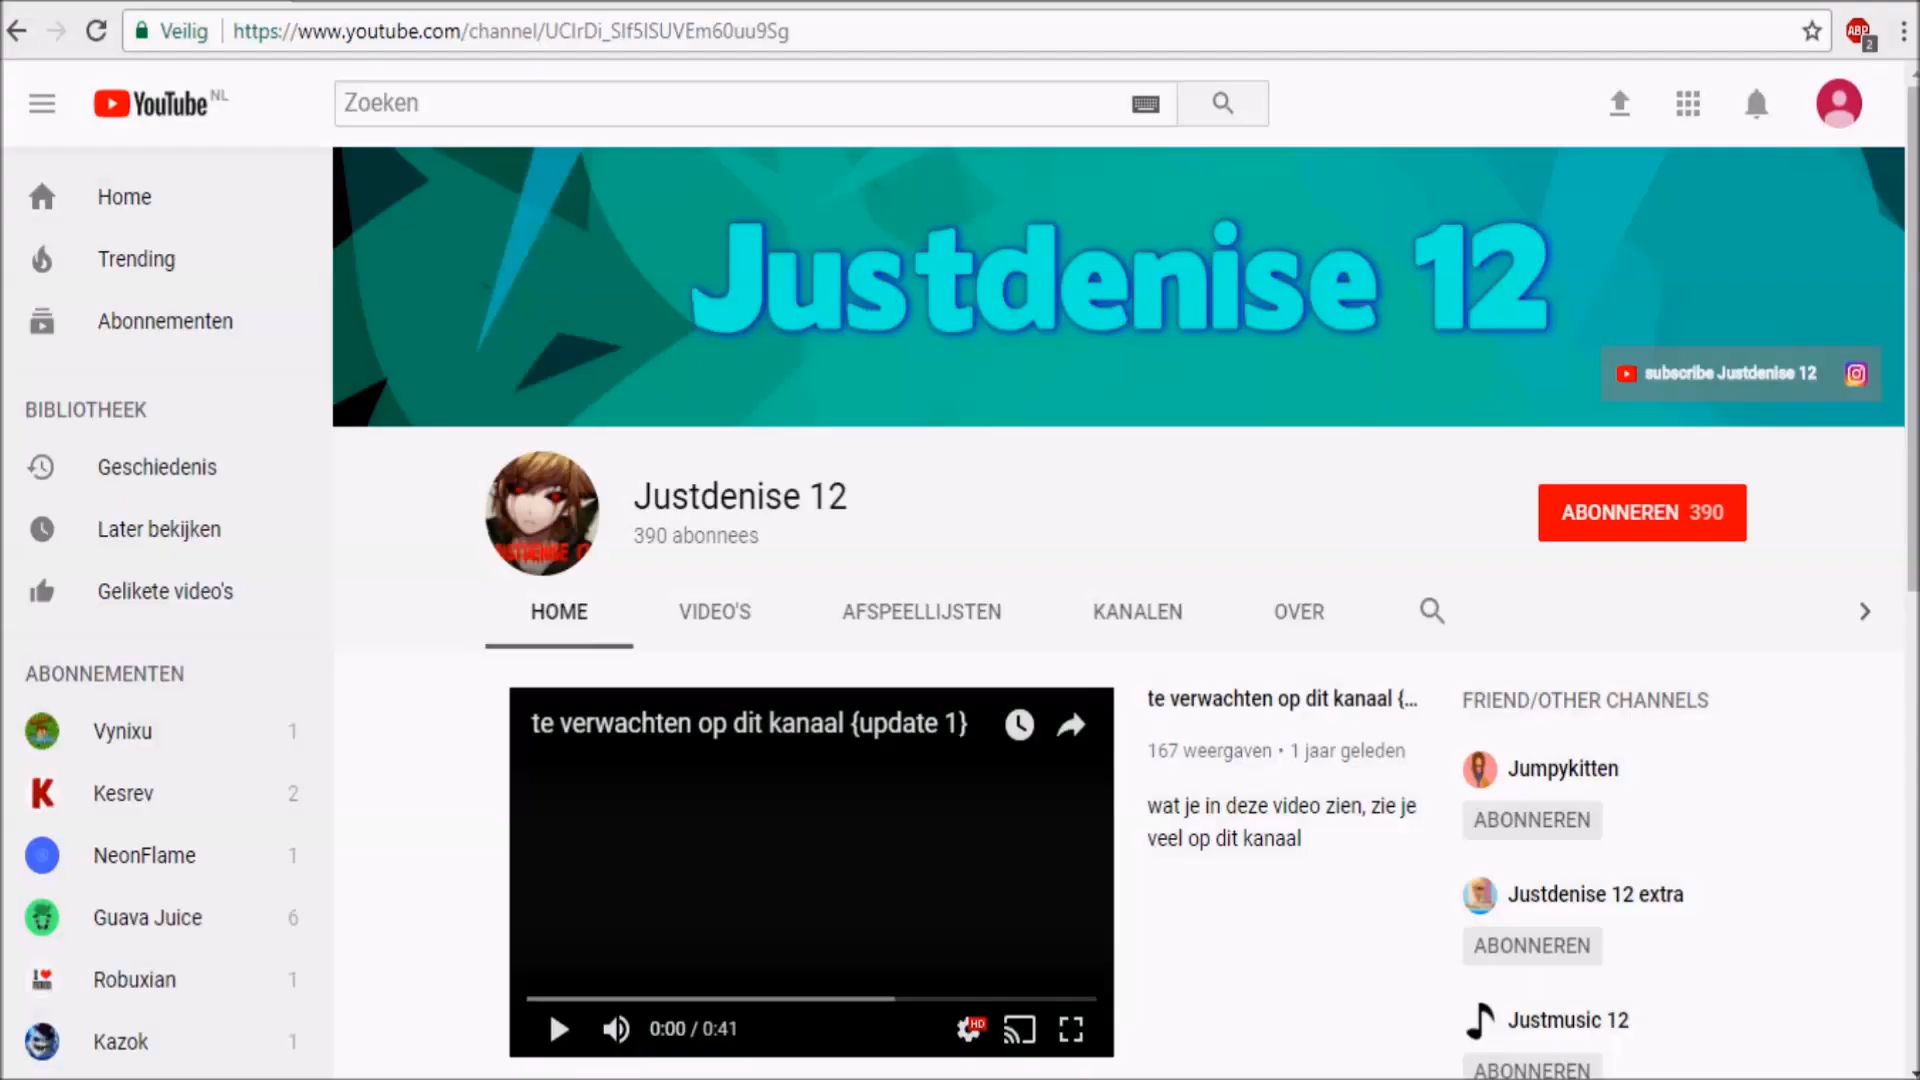 Veilig https://www.youtube.com/channel/UCIrDi_SIf5ISUVEm60uu9Sg
ABP 2
YouTube NL
Zoeken
Home
Trending
Abonnementen
BIBLIOTHEEK
Geschiedenis
Later bekijken
Gelikete video's
ABONNEMENTEN
Vynixu 1
Kesrev 2
NeonFlame 1
Guava Juice 6
Robuxian 1
Kazok 1
Justdenise 12
subscribe Justdenise 12
Justdenise 12
390 abonnees
ABONNEREN 390
HOME VIDEO'S AFSPEELLIJSTEN KANALEN OVER
te verwachten op dit kanaal {update 1}
0:00 / 0:41
HD
te verwachten op dit kanaal {...
167 weergaven • 1 jaar geleden
wat je in deze video zien, zie je
veel op dit kanaal
FRIEND/OTHER CHANNELS
Jumpykitten
ABONNEREN
Justdenise 12 extra
ABONNEREN
Justmusic 12
ABONNEREN